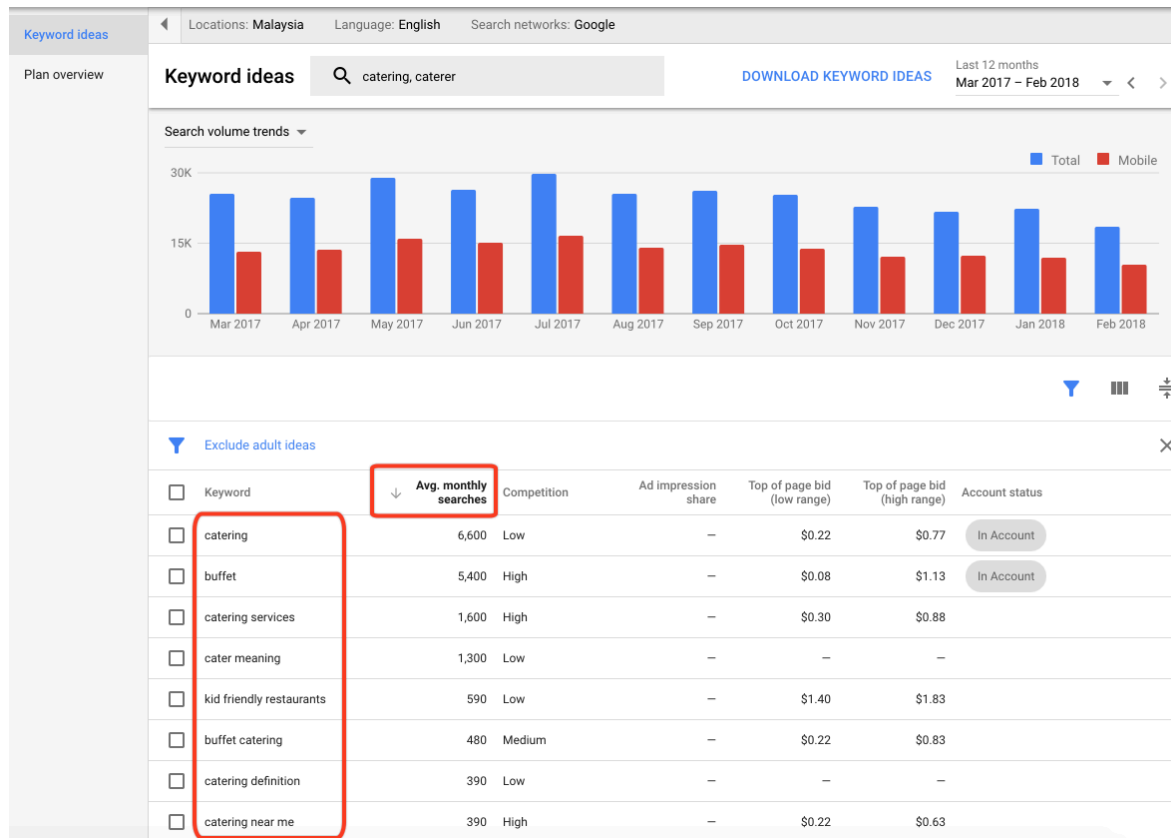 Keyword ideas
Plan overview
Locations: Malaysia Language: English Search networks: Google
Keyword ideas catering, caterer DOWNLOAD KEYWORD IDEAS
Last 12 months
Mar 2017 – Feb 2018
Search volume trends
Total Mobile
30K
15K
0
Mar 2017 Apr 2017 May 2017 Jun 2017 Jul 2017 Aug 2017 Sep 2017 Oct 2017 Nov 2017 Dec 2017 Jan 2018 Feb 2018
Exclude adult ideas
Keyword Avg. monthly searches Competition Ad impression share Top of page bid (low range) Top of page bid (high range) Account status
catering 6,600 Low – $0.22 $0.77 In Account
buffet 5,400 High – $0.08 $1.13 In Account
catering services 1,600 High – $0.30 $0.88
cater meaning 1,300 Low – – –
kid friendly restaurants 590 Low – $1.40 $1.83
buffet catering 480 Medium – $0.22 $0.83
catering definition 390 Low – – –
catering near me 390 High – $0.22 $0.63